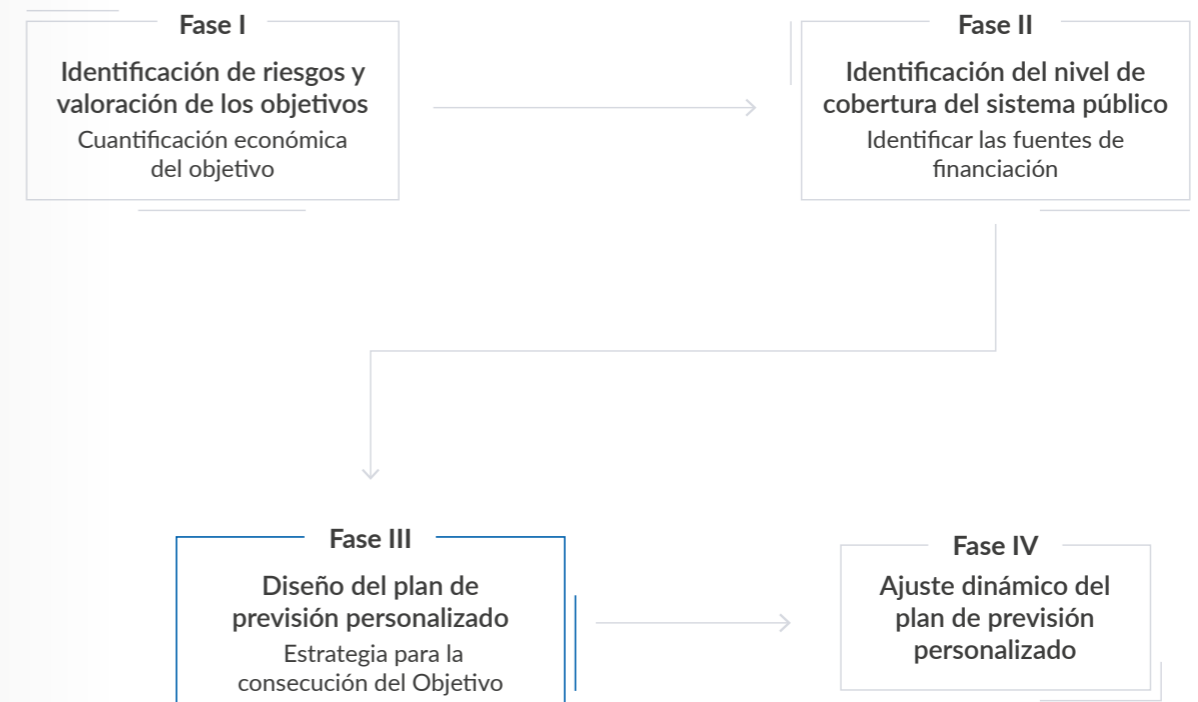 Fase I
Identificación de riesgos y
valoración de los objetivos
Cuantificación económica
del objetivo
Fase II
Identificación del nivel de
cobertura del sistema público
Identificar las fuentes de
financiación
Fase III
Diseño del plan de
previsión personalizado
Estrategia para la
consecución del Objetivo
Fase IV
Ajuste dinámico del
plan de previsión
personalizado